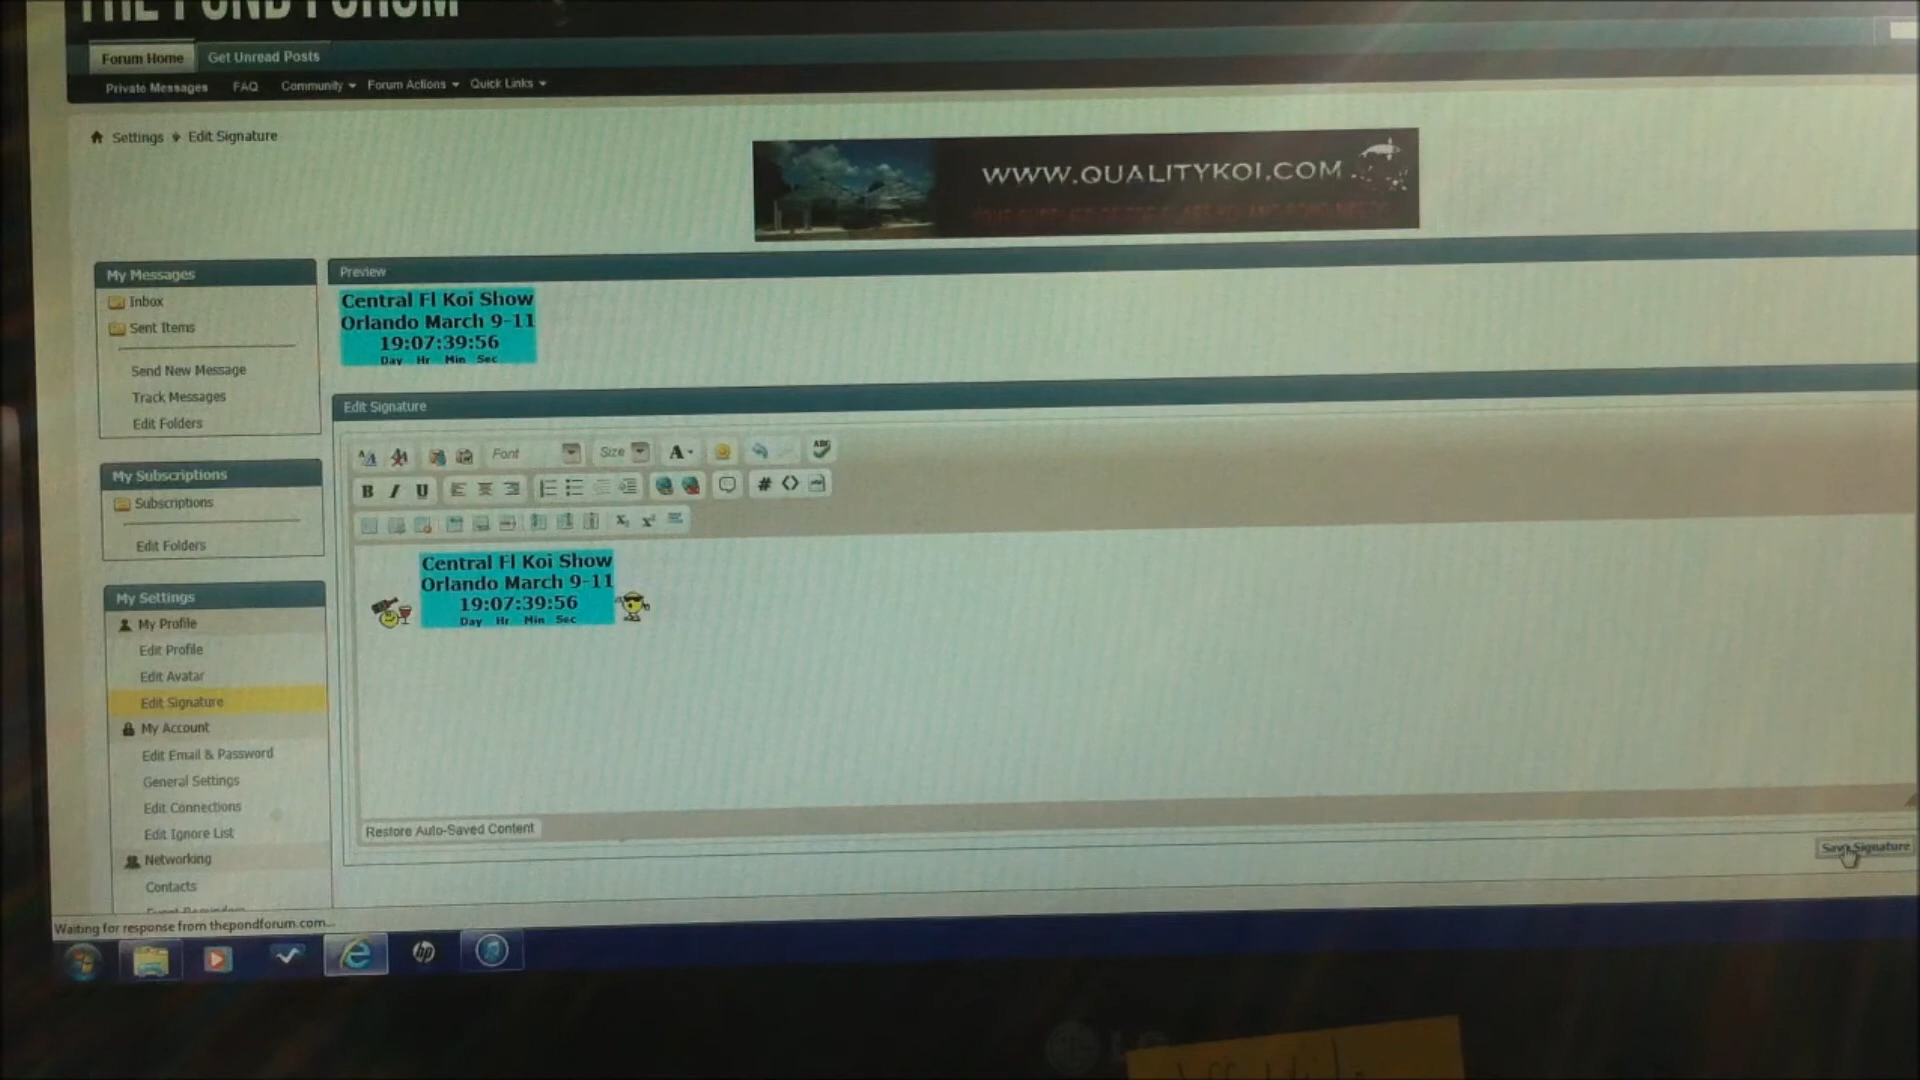 THE POND FORUM
Forum Home Get Unread Posts
Private Messages FAQ Community Forum Actions Quick Links
Settings Edit Signature
WWW.QUALITYKOI.COM
My Messages
Inbox
Sent Items
Send New Message
Track Messages
Edit Folders
My Subscriptions
Subscriptions
Edit Folders
My Settings
My Profile
Edit Profile
Edit Avatar
Edit Signature
My Account
Edit Email & Password
General Settings
Edit Connections
Edit Ignore List
Networking
Contacts
Preview
Central Fl Koi Show
Orlando March 9-11
19:07:39:56
Day Hr Min Sec
Edit Signature
Font Size A ABC
B I U # <>
Central Fl Koi Show
Orlando March 9-11
19:07:39:56
Day Hr Min Sec
Restore Auto-Saved Content
Save Signature
Waiting for response from thepondforum.com...
hp